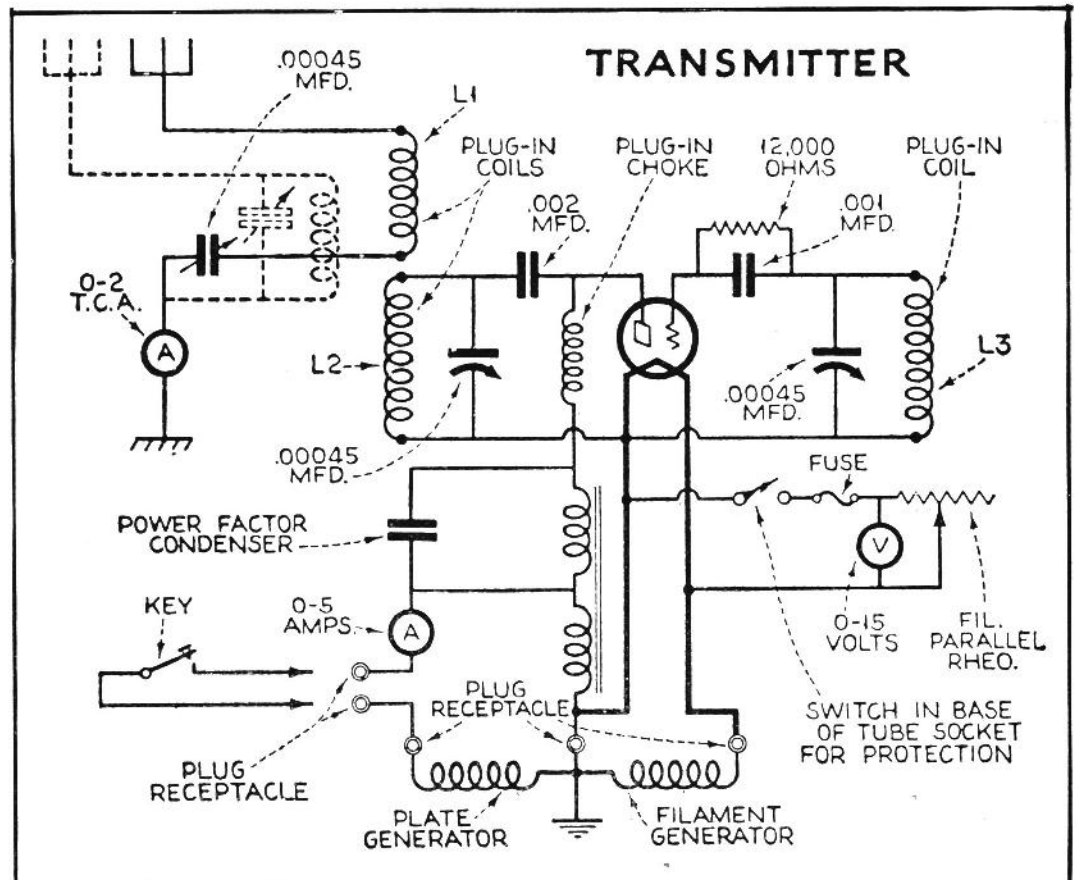 TRANSMITTER
.00045
MFD.
L1
PLUG-IN
COILS
PLUG-IN
CHOKE
12,000
OHMS
PLUG-IN
COIL
.002
MFD.
.001
MFD.
0-2
T.C.A.
A
L2
L3
.00045
MFD.
.00045
MFD.
FUSE
POWER FACTOR
CONDENSER
V
KEY
0-5
AMPS.
A
0-15
VOLTS
FIL.
PARALLEL
RHEO.
PLUG
RECEPTACLE
SWITCH IN BASE
OF TUBE SOCKET
FOR PROTECTION
PLUG
RECEPTACLE
PLATE
GENERATOR
FILAMENT
GENERATOR